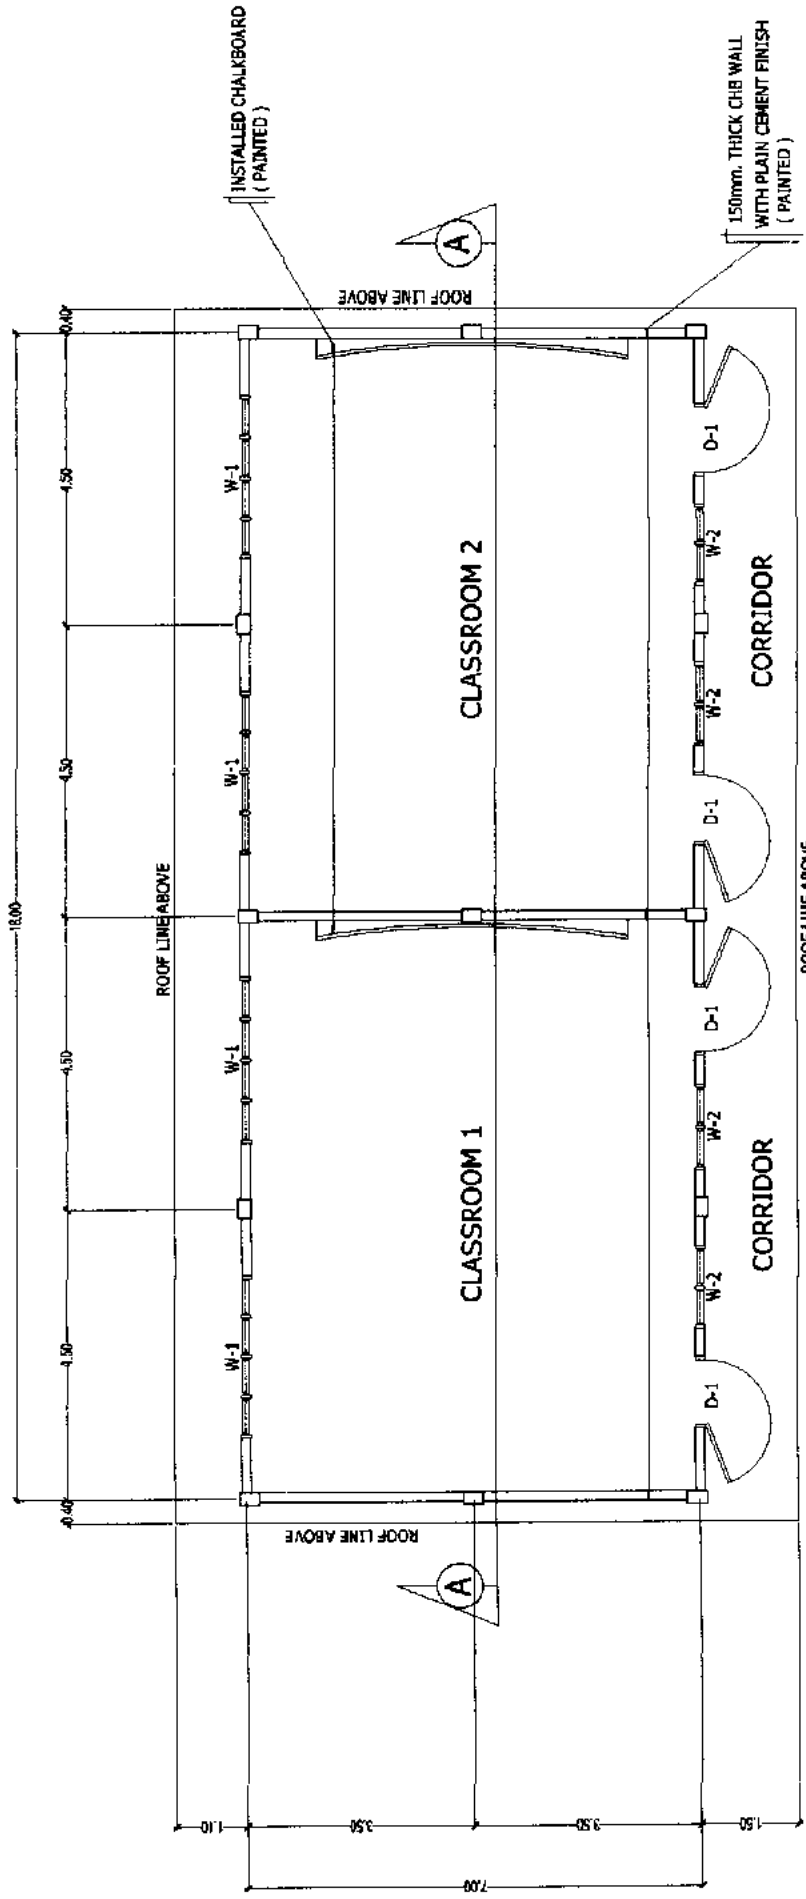 18.00
0.40
4.50
4.50
4.50
4.50
0.40
ROOF LINE ABOVE
1.10
W-1
W-1
W-1
W-1
INSTALLED CHALKBOARD
( PAINTED )
3.50
ROOF LINE ABOVE
ROOF LINE ABOVE
A
CLASSROOM 1
CLASSROOM 2
A
7.00
3.50
D-1
W-2
W-2
D-1
D-1
W-2
W-2
D-1
CORRIDOR
CORRIDOR
150mm. THICK CHB WALL
WITH PLAIN CEMENT FINISH
( PAINTED )
1.50